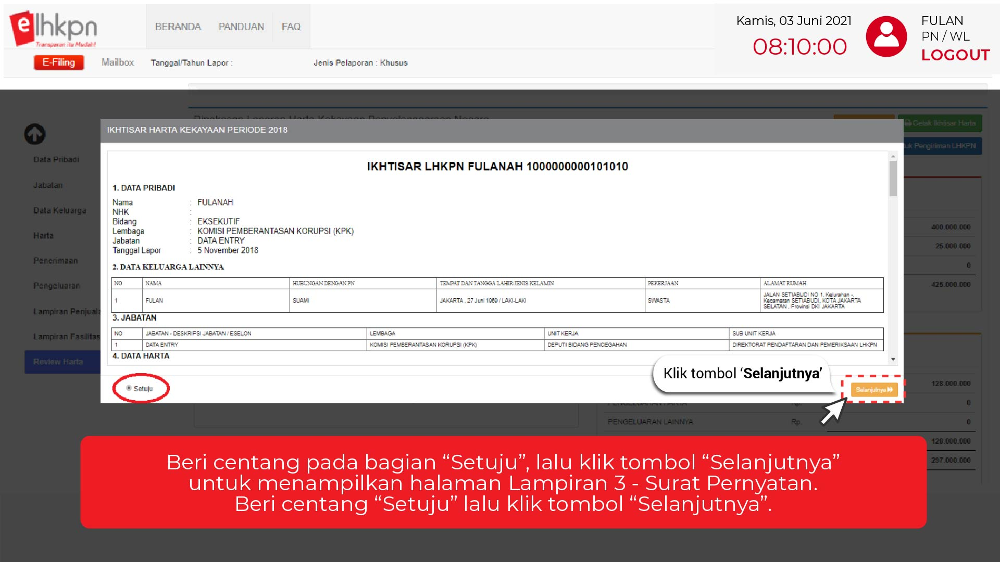 elhkpn
Transparan itu Mudah!
BERANDA PANDUAN FAQ
Kamis, 03 Juni 2021
08:10:00
FULAN
PN / WL
LOGOUT
E-Filing Mailbox Tanggal/Tahun Lapor : Jenis Pelaporan : Khusus
Ringkasan Laporan Harta Kekayaan Penyelenggaraan Negara
Cetak Ikhtisar Harta
uk Pengiriman LHKPN
Data Pribadi
Jabatan
Data Keluarga
Harta
Penerimaan
Pengeluaran
Lampiran Penjuala
Lampiran Fasilitas
Review Harta
IKHTISAR HARTA KEKAYAAN PERIODE 2018
IKHTISAR LHKPN FULANAH 1000000000101010
1. DATA PRIBADI
Nama : FULANAH
NHK :
Bidang : EKSEKUTIF
Lembaga : KOMISI PEMBERANTASAN KORUPSI (KPK)
Jabatan : DATA ENTRY
Tanggal Lapor : 5 November 2018
2. DATA KELUARGA LAINNYA
NO NAMA HUBUNGAN DENGAN PN TEMPAT DAN TANGGA LAHIR/JENIS KELAMIN PEKERJAAN ALAMAT RUMAH
1 FULAN SUAMI JAKARTA , 27 Juni 1969 / LAKI-LAKI SWASTA JALAN SETIABUDI NO 1, Kelurahan -,
Kecamatan SETIABUDI, KOTA JAKARTA
SELATAN , Provinsi DKI JAKARTA
3. JABATAN
NO JABATAN - DESKRIPSI JABATAN / ESELON LEMBAGA UNIT KERJA SUB UNIT KERJA
1 DATA ENTRY KOMISI PEMBERANTASAN KORUPSI (KPK) DEPUTI BIDANG PENCEGAHAN DIREKTORAT PENDAFTARAN DAN PEMERIKSAAN LHKPN
4. DATA HARTA
Setuju
Klik tombol ‘Selanjutnya’
Selanjutnya
400.000.000
25.000.000
0
425.000.000
128.000.000
PENGELUARAN HARTA Rp. 0
PENGELUARAN LAINNYA Rp. 0
128.000.000
297.000.000
Beri centang pada bagian “Setuju”, lalu klik tombol “Selanjutnya”
untuk menampilkan halaman Lampiran 3 - Surat Pernyatan.
Beri centang “Setuju” lalu klik tombol “Selanjutnya”.